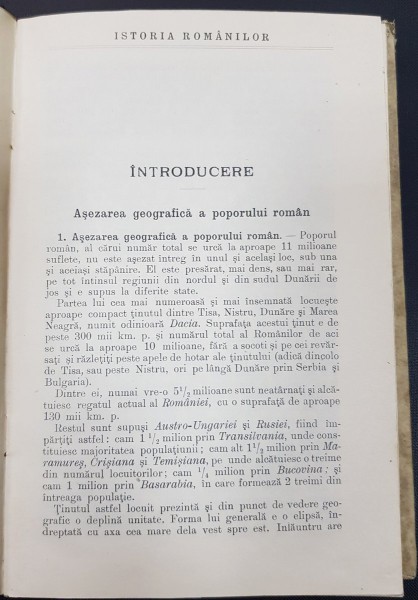 ISTORIA ROMÂNILOR
ÎNTRODUCERE
Așezarea geografică a poporului român
1. Așezarea geografică a poporului român. — Poporul
român, al cărui număr total se urcă la aproape 11 milioane
suflete, nu este așezat întreg în unul și același loc, sub una
și aceiași stăpânire. El este presărat, mai dens, sau mai rar,
pe tot întinsul regiunii din nordul și din sudul Dunării de
jos și e supus la diferite state.
Partea lui cea mai numeroasă și mai însemnată locuește
aproape compact ținutul dintre Tisa, Nistru, Dunăre și Marea
Neagră, numit odinioară Dacia. Suprafața acestui ținut e de
peste 300 mii km. p. și numărul total al Românilor de aci
se urcă la aproape 10 milioane, fără a socoti și pe cei revăr-
sați și răzlețiți peste apele de hotar ale ținutului (adică dincolo
de Tisa, sau peste Nistru, ori pe lângă Dunăre prin Serbia și
Bulgaria).
Dintre ei, numai vre-o 5 1/2 milioane sunt neatârnați și alcă-
tuiesc regatul actual al României, cu o suprafață de aproape
130 mii km. p.
Restul sunt supuși Austro-Ungariei și Rusiei, fiind îm-
părțiți astfel: cam 1 1/2 milion prin Transilvania, unde con-
stituiesc majoritatea populațiunii; cam alt 1 1/2 milion prin Ma-
ramureș, Crișiana și Temișiana, pe unde alcătuiesc o treime
din numărul locuitorilor; cam 1/4 milion prin Bucovina; și
cam 1 milion prin Basarabia, în care formează 2 treimi din
întreaga populație.
Ținutul astfel locuit prezintă și din punct de vedere geo-
grafic o deplină unitate. Forma lui generală e o elipsă, în-
dreptată cu axa cea mare dela vest spre est. Înlăuntru are